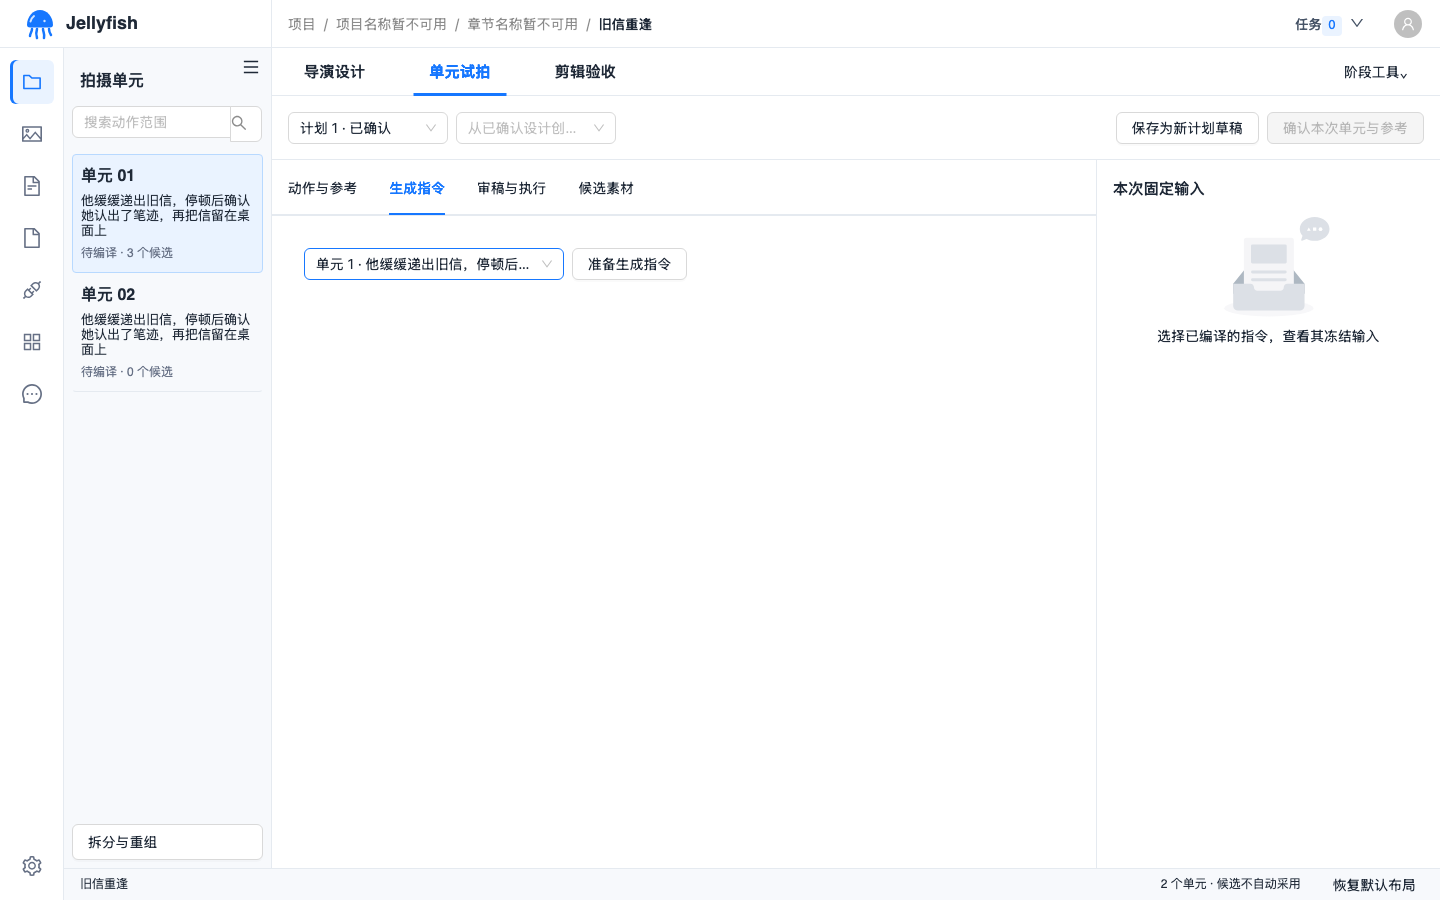 Jellyfish
项目 / 项目名称暂不可用 / 章节名称暂不可用 / 旧信重逢
任务 0
拍摄单元
导演设计
单元试拍
剪辑验收
阶段工具
搜索动作范围
计划 1 · 已确认
从已确认设计创...
保存为新计划草稿
确认本次单元与参考
单元 01
他缓缓递出旧信，停顿后确认
她认出了笔迹，再把信留在桌
面上
待编译 · 3 个候选
单元 02
他缓缓递出旧信，停顿后确认
她认出了笔迹，再把信留在桌
面上
待编译 · 0 个候选
动作与参考
生成指令
审稿与执行
候选素材
单元 1 · 他缓缓递出旧信，停顿后...
准备生成指令
本次固定输入
选择已编译的指令，查看其冻结输入
拆分与重组
旧信重逢
2 个单元 · 候选不自动采用
恢复默认布局